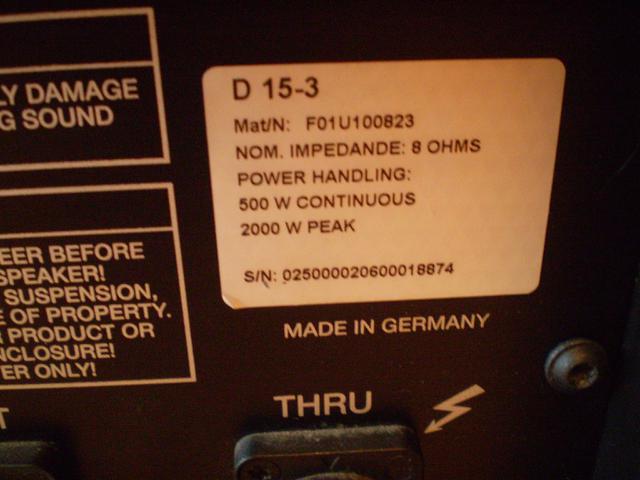 LY DAMAGE
G SOUND
EER BEFORE
SPEAKER!
SUSPENSION,
E OF PROPERTY.
PRODUCT OR
NCLOSURE!
ER ONLY!
D 15-3
Mat/N: F01U100823
NOM. IMPEDANDE: 8 OHMS
POWER HANDLING:
500 W CONTINUOUS
2000 W PEAK
S/N: 025000020600018874
MADE IN GERMANY
T
THRU